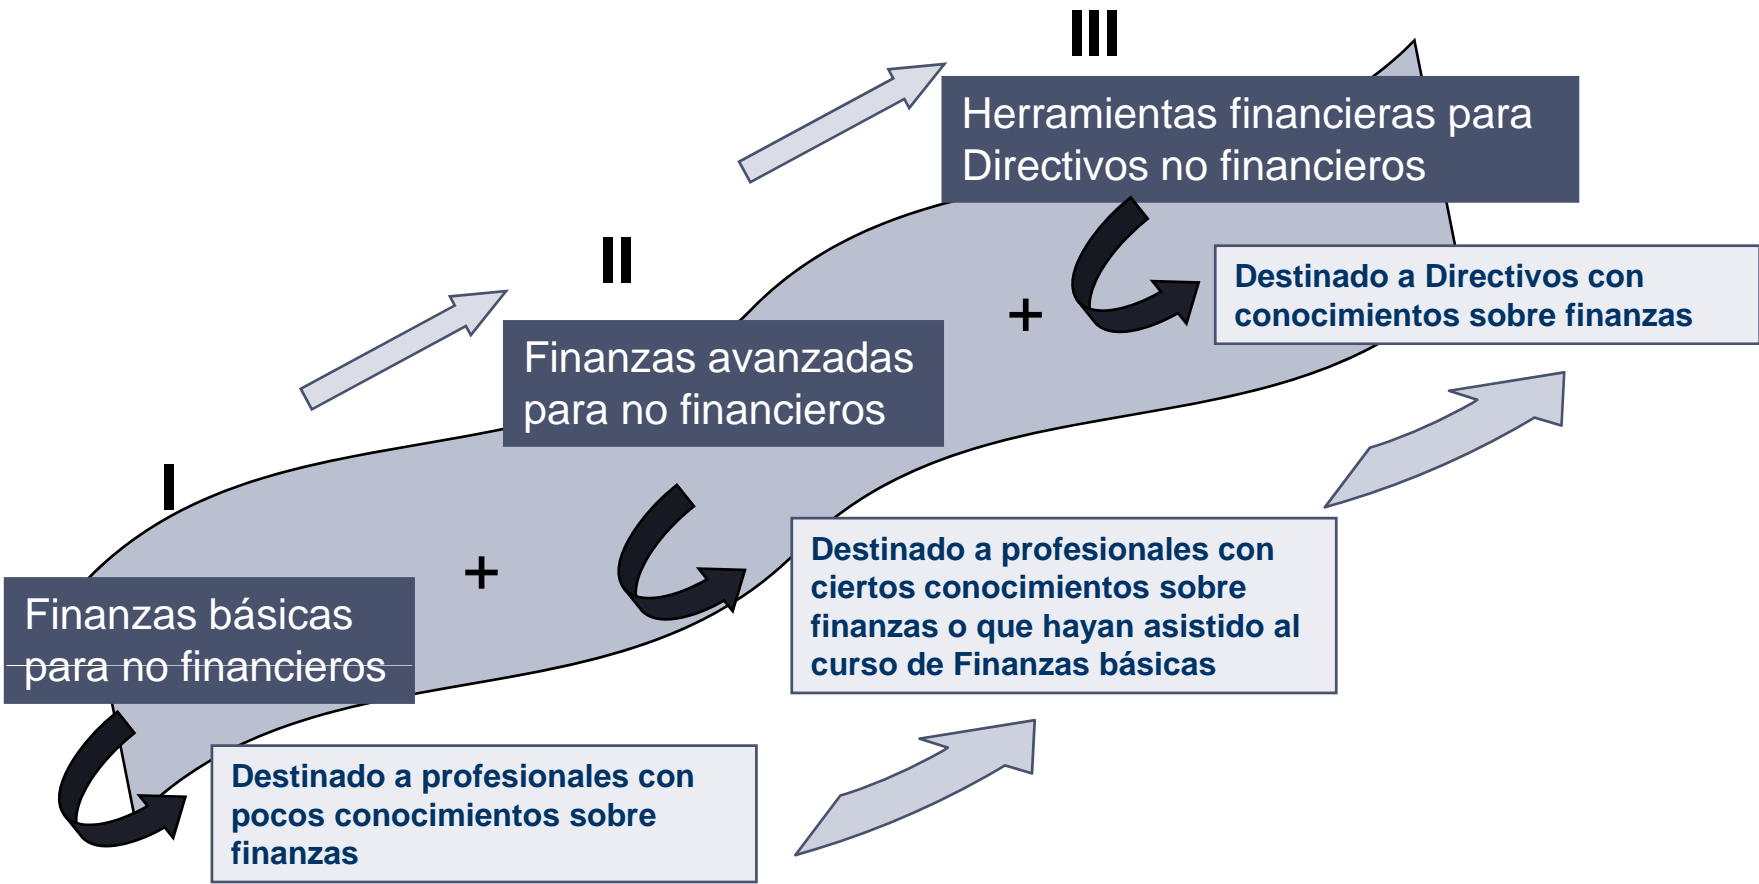 III
Herramientas financieras para
Directivos no financieros
Destinado a Directivos con
conocimientos sobre finanzas
+
II
Finanzas avanzadas
para no financieros
Destinado a profesionales con
ciertos conocimientos sobre
finanzas o que hayan asistido al
curso de Finanzas básicas
+
I
Finanzas básicas
para no financieros
Destinado a profesionales con
pocos conocimientos sobre
finanzas